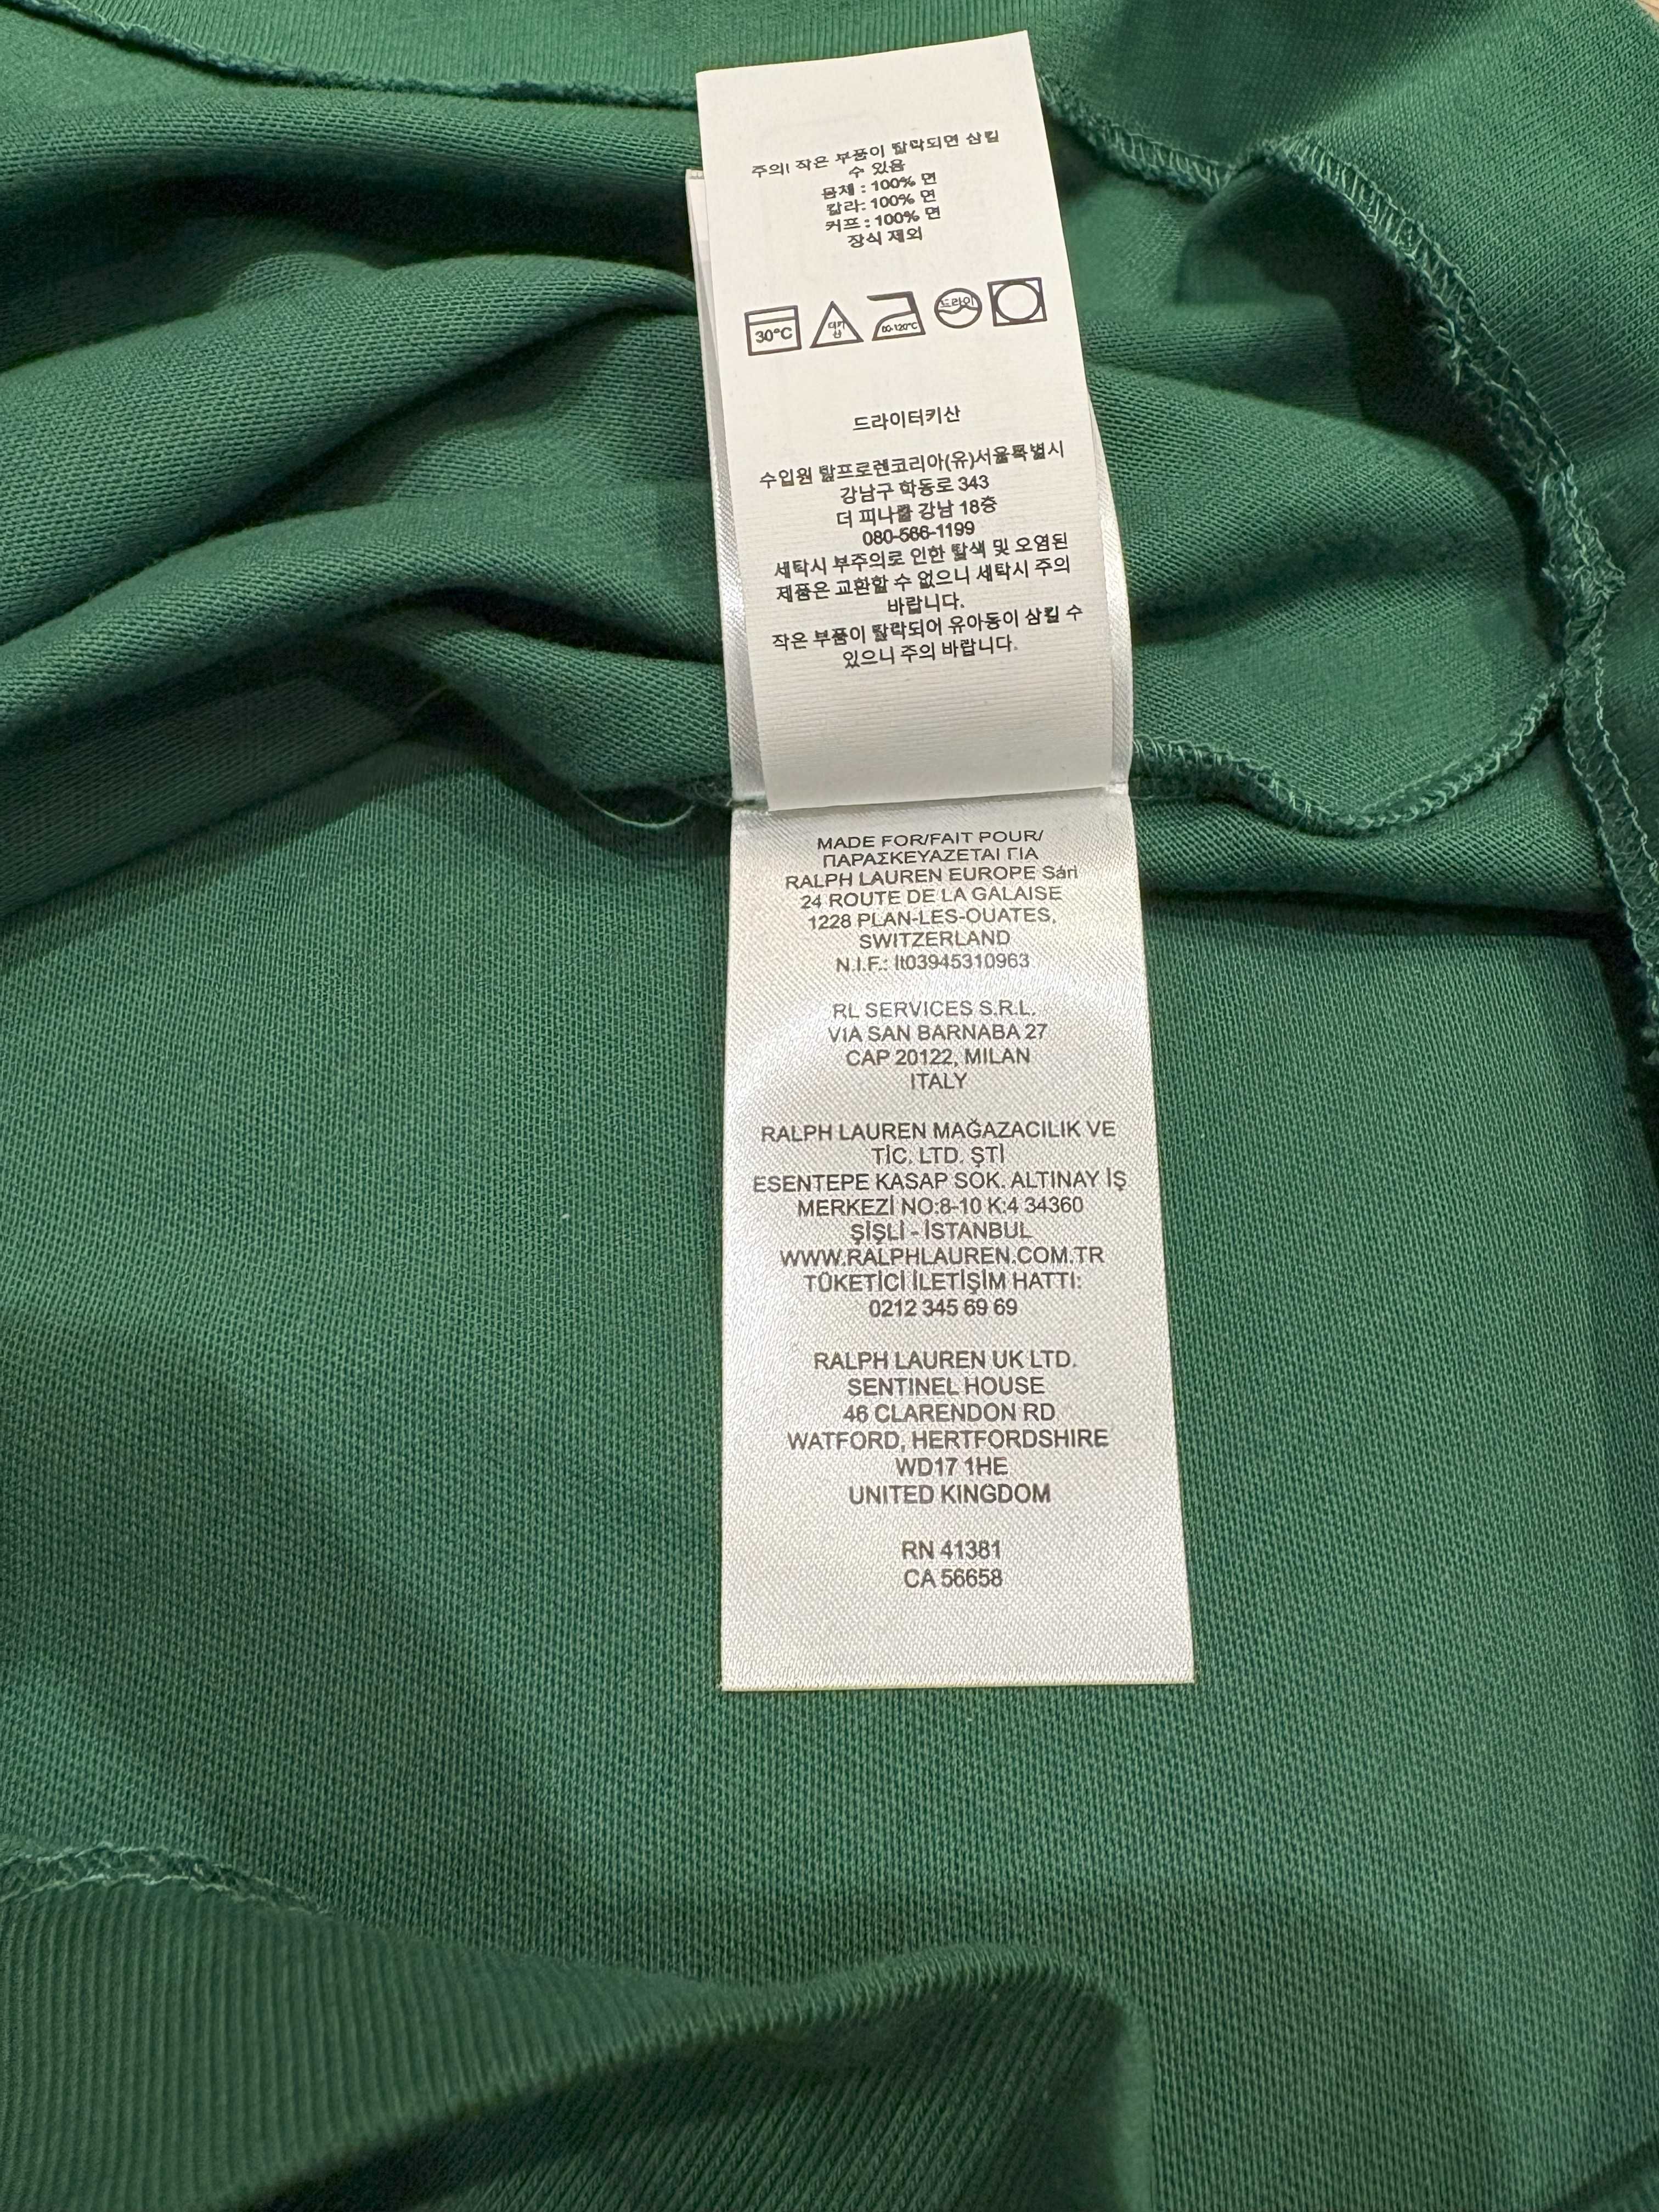 주의! 작은 부품이 탈락되면 삼킬
수 있음
몸체 : 100% 면
칼라: 100% 면
커프 : 100% 면
장식 제외
30°C
드라이
60-120°C
드라이터키산
수입원 랄프로렌코리아(유)서울특별시
강남구 학동로 343
더 피나클 강남 18층
080-566-1199
세탁시 부주의로 인한 탈색 및 오염된
제품은 교환할 수 없으니 세탁시 주의
바랍니다.
작은 부품이 탈락되어 유아동이 삼킬 수
있으니 주의 바랍니다.
MADE FOR/FAIT POUR/
ΠΑΡΑΣΚΕΥΑΖΕΤΑΙ ΓΙΑ
RALPH LAUREN EUROPE Sárl
24 ROUTE DE LA GALAISE
1228 PLAN-LES-OUATES,
SWITZERLAND
N.I.F.: It03945310963
RL SERVICES S.R.L.
VIA SAN BARNABA 27
CAP 20122, MILAN
ITALY
RALPH LAUREN MAĞAZACILIK VE
TİC. LTD. ŞTİ
ESENTEPE KASAP SOK. ALTINAY İŞ
MERKEZİ NO:8-10 K:4 34360
ŞİŞLİ - İSTANBUL
WWW.RALPHLAUREN.COM.TR
TÜKETİCİ İLETİŞİM HATTI:
0212 345 69 69
RALPH LAUREN UK LTD.
SENTINEL HOUSE
46 CLARENDON RD
WATFORD, HERTFORDSHIRE
WD17 1HE
UNITED KINGDOM
RN 41381
CA 56658